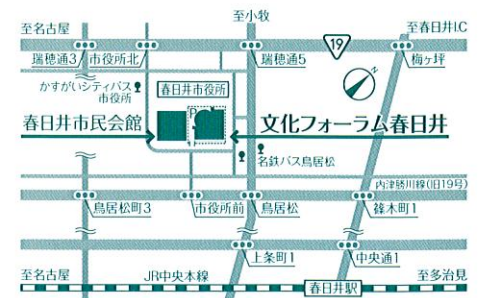 至小牧
至名古屋
至春日井I.C
19
瑞穂通3
市役所北
瑞穂通5
梅ヶ坪
N
かすがいシティバス
市役所
春日井市役所
P
春日井市民会館
文化フォーラム春日井
名鉄バス鳥居松
内津勝川線(旧19号)
鳥居松町3
市役所前
鳥居松
篠木町1
上条町1
中央通1
至名古屋
JR中央本線
春日井駅
至多治見